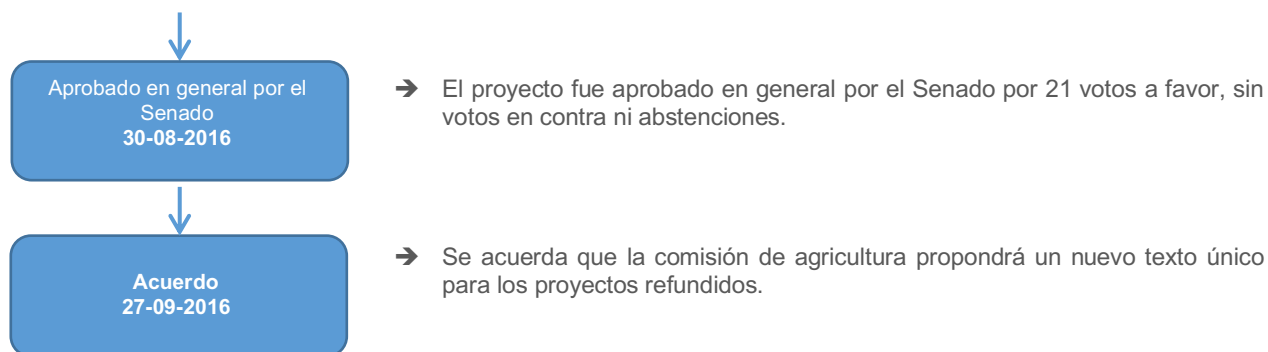 Aprobado en general por el
Senado
30-08-2016
➔ El proyecto fue aprobado en general por el Senado por 21 votos a favor, sin
votos en contra ni abstenciones.
Acuerdo
27-09-2016
➔ Se acuerda que la comisión de agricultura propondrá un nuevo texto único
para los proyectos refundidos.